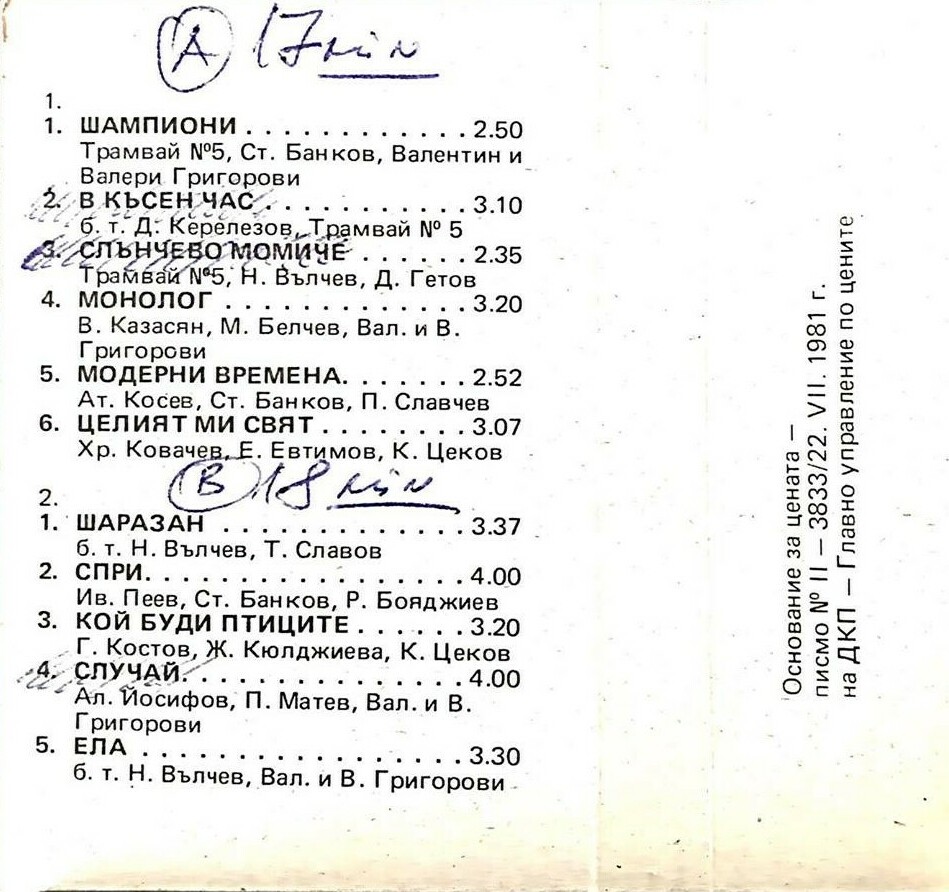 A 17 min
1.
1. ШАМПИОНИ . . . . . . . . . . . . . 2.50
Трамвай №5, Ст. Банков, Валентин и
Валери Григорови
2. В КЪСЕН ЧАС . . . . . . . . . . . . 3.10
б. т. Д. Керелезов, Трамвай № 5
3. СЛЪНЧЕВО МОМИЧЕ . . . . . . 2.35
Трамвай №5, Н. Вълчев, Д. Гетов
4. МОНОЛОГ . . . . . . . . . . . . . . 3.20
В. Казасян, М. Белчев, Вал. и В.
Григорови
5. МОДЕРНИ ВРЕМЕНА. . . . . . . 2.52
Ат. Косев, Ст. Банков, П. Славчев
6. ЦЕЛИЯТ МИ СВЯТ . . . . . . . . 3.07
Хр. Ковачев, Е. Евтимов, К. Цеков
B 18 min
2.
1. ШАРАЗАН . . . . . . . . . . . . . . 3.37
б. т. Н. Вълчев, Т. Славов
2. СПРИ. . . . . . . . . . . . . . . . . . 4.00
Ив. Пеев, Ст. Банков, Р. Бояджиев
3. КОЙ БУДИ ПТИЦИТЕ . . . . . . . 3.20
Г. Костов, Ж. Кюлджиева, К. Цеков
4. СЛУЧАЙ. . . . . . . . . . . . . . . . 4.00
Ал. Йосифов, П. Матев, Вал. и В.
Григорови
5. ЕЛА . . . . . . . . . . . . . . . . . . 3.30
б. т. Н. Вълчев, Вал. и В. Григорови
Основание за цената —
писмо № II — 3833/22. VII. 1981 г.
на ДКП — Главно управление по цените